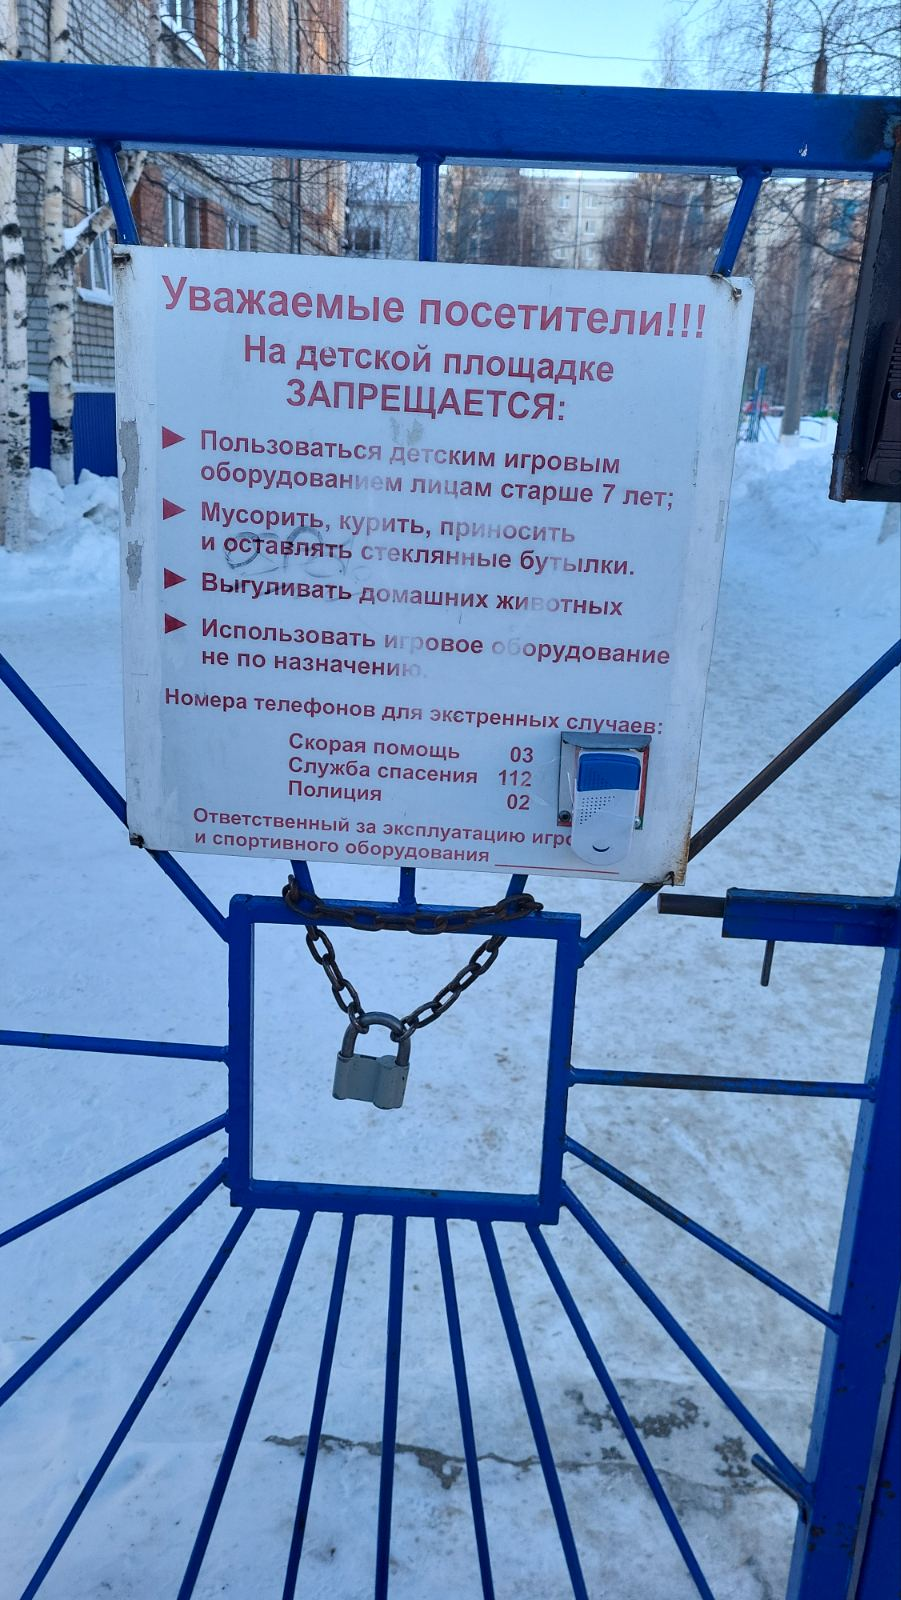 Уважаемые посетители!!!
На детской площадке
ЗАПРЕЩАЕТСЯ:
Пользоваться детским игровым
оборудованием лицам старше 7 лет;
Мусорить, курить, приносить
и оставлять стеклянные бутылки.
Выгуливать домашних животных
Использовать игровое оборудование
не по назначению.
Номера телефонов для экстренных случаев:
Скорая помощь 03
Служба спасения 112
Полиция 02
Ответственный за эксплуатацию игро
и спортивного оборудования